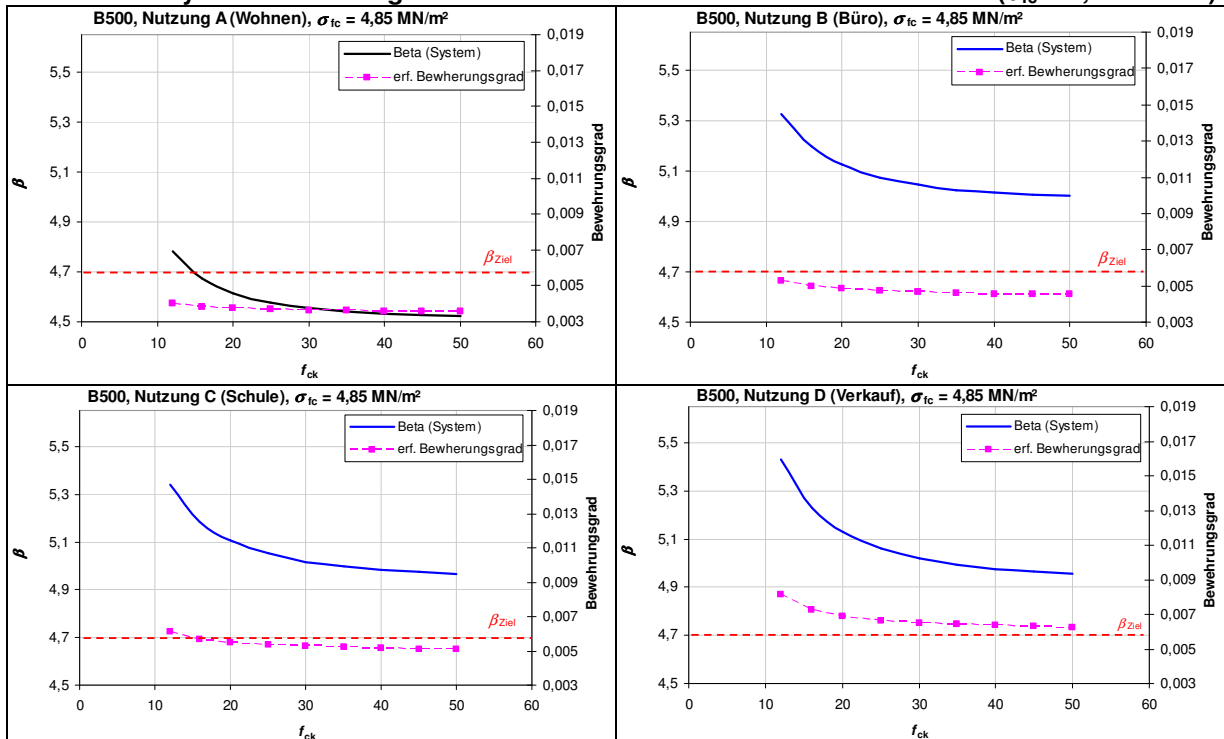 B500, Nutzung A (Wohnen), σfc = 4,85 MN/m²
Beta (System)
erf. Bewherungsgrad
5,5
5,3
5,1
4,9
4,7
4,5
β
0,019
0,017
0,015
0,013
0,011
0,009
0,007
0,005
0,003
Bewehrungsgrad
βZiel
0 10 20 30 40 50 60
fck
B500, Nutzung B (Büro), σfc = 4,85 MN/m²
Beta (System)
erf. Bewherungsgrad
5,5
5,3
5,1
4,9
4,7
4,5
β
0,019
0,017
0,015
0,013
0,011
0,009
0,007
0,005
0,003
Bewehrungsgrad
βZiel
0 10 20 30 40 50 60
fck
B500, Nutzung C (Schule), σfc = 4,85 MN/m²
Beta (System)
erf. Bewherungsgrad
5,5
5,3
5,1
4,9
4,7
4,5
β
0,019
0,017
0,015
0,013
0,011
0,009
0,007
0,005
0,003
Bewehrungsgrad
βZiel
0 10 20 30 40 50 60
fck
B500, Nutzung D (Verkauf), σfc = 4,85 MN/m²
Beta (System)
erf. Bewherungsgrad
5,5
5,3
5,1
4,9
4,7
4,5
β
0,019
0,017
0,015
0,013
0,011
0,009
0,007
0,005
0,003
Bewehrungsgrad
βZiel
0 10 20 30 40 50 60
fck